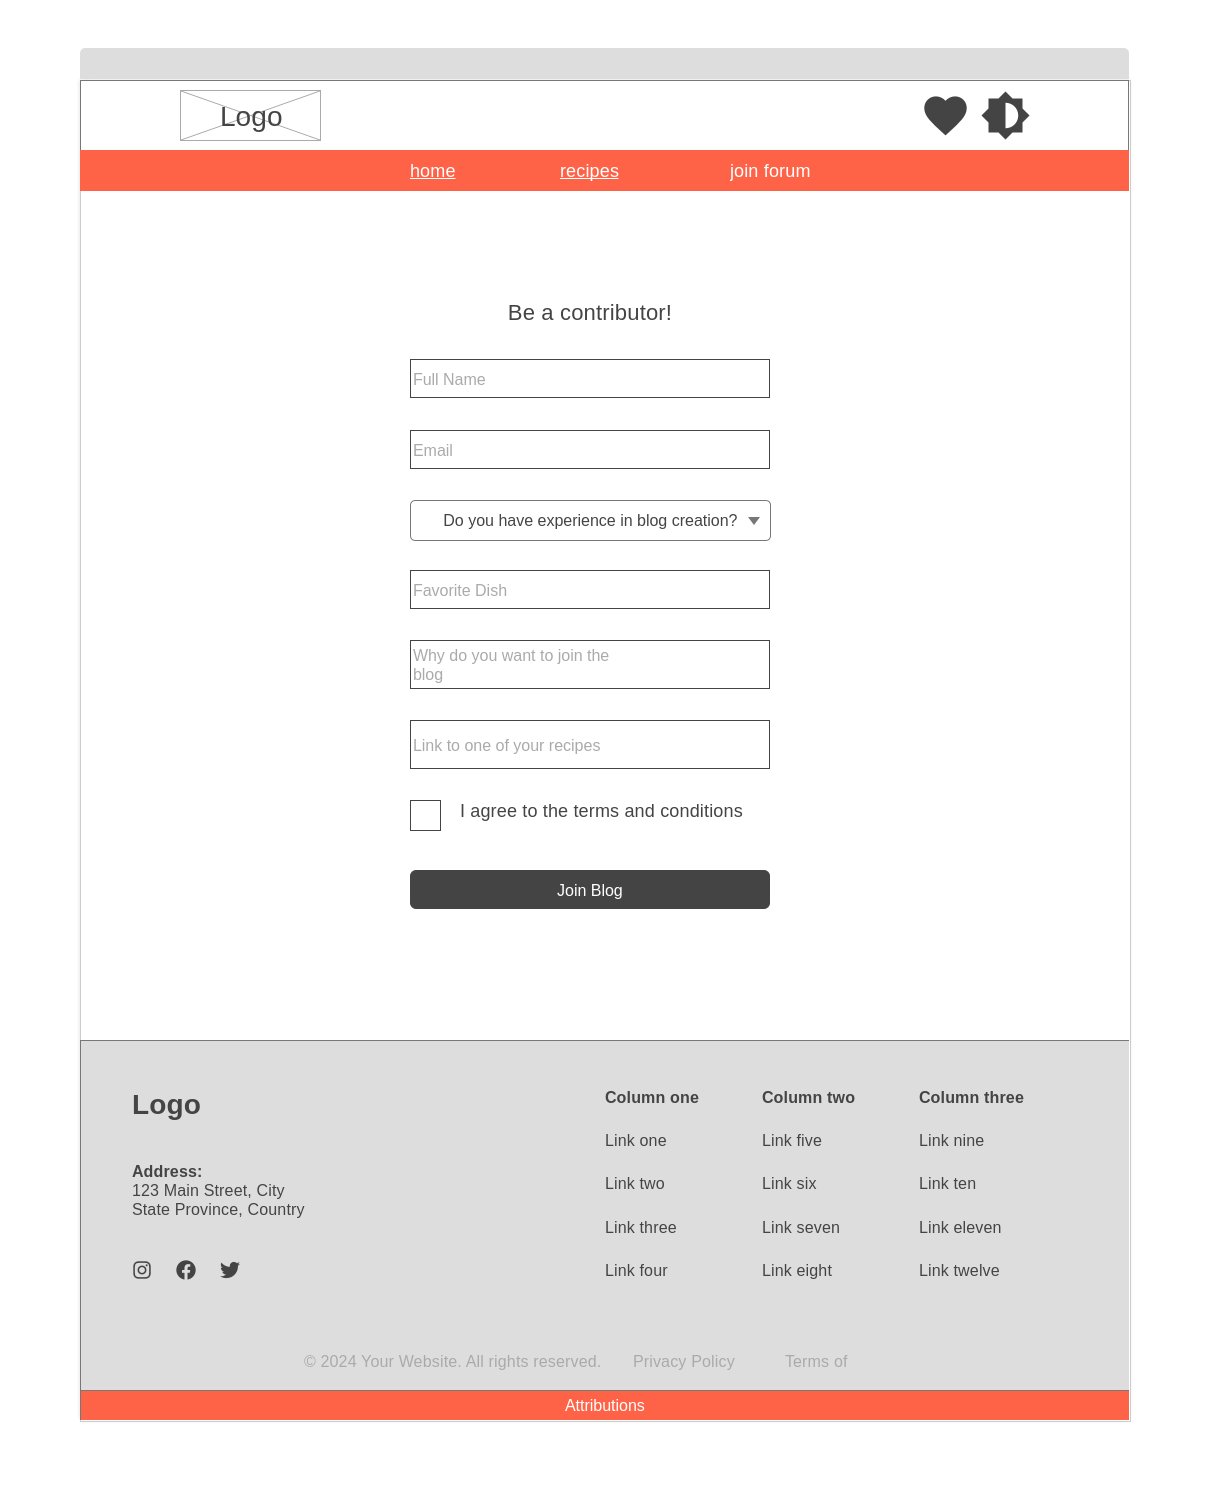 Logo
home
recipes
join forum
Be a contributor!
Full Name
Email
Do you have experience in blog creation?
Favorite Dish
Why do you want to join the
blog
Link to one of your recipes
I agree to the terms and conditions
Join Blog
Logo
Address:
123 Main Street, City
State Province, Country
Column one
Link one
Link two
Link three
Link four
Column two
Link five
Link six
Link seven
Link eight
Column three
Link nine
Link ten
Link eleven
Link twelve
© 2024 Your Website. All rights reserved.
Privacy Policy
Terms of
Attributions